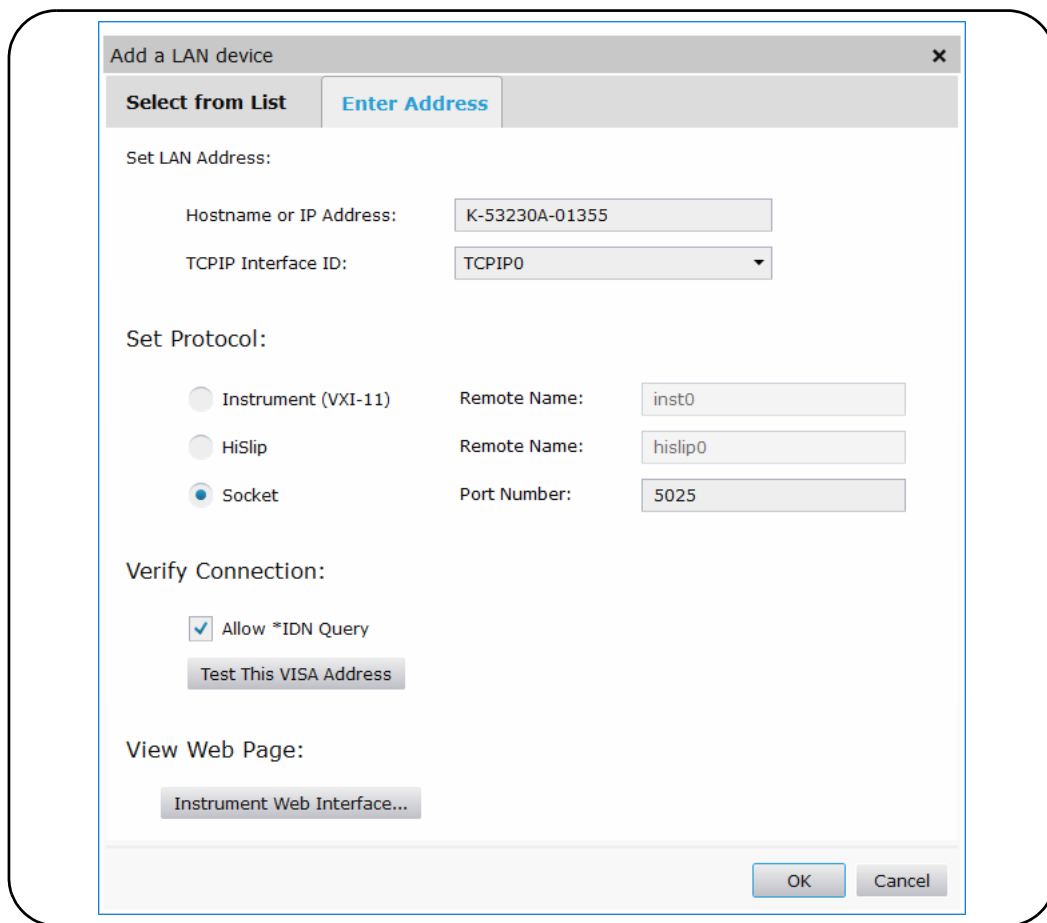 Add a LAN device
Select from List Enter Address
Set LAN Address:
Hostname or IP Address: K-53230A-01355
TCPIP Interface ID: TCPIP0
Set Protocol:
Instrument (VXI-11) Remote Name: inst0
HiSlip Remote Name: hislip0
Socket Port Number: 5025
Verify Connection:
Allow *IDN Query
Test This VISA Address
View Web Page:
Instrument Web Interface...
OK Cancel